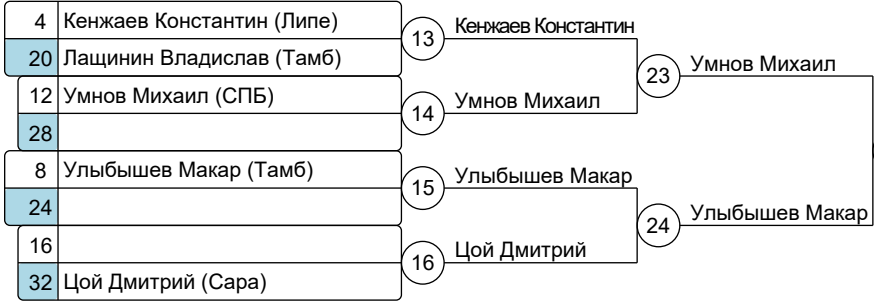 4 Кенжаев Константин (Липе)
20 Лащинин Владислав (Тамб)
13 Кенжаев Константин
12 Умнов Михаил (СПБ)
28
14 Умнов Михаил
23 Умнов Михаил
8 Улыбышев Макар (Тамб)
24
15 Улыбышев Макар
16
32 Цой Дмитрий (Сара)
16 Цой Дмитрий
24 Улыбышев Макар